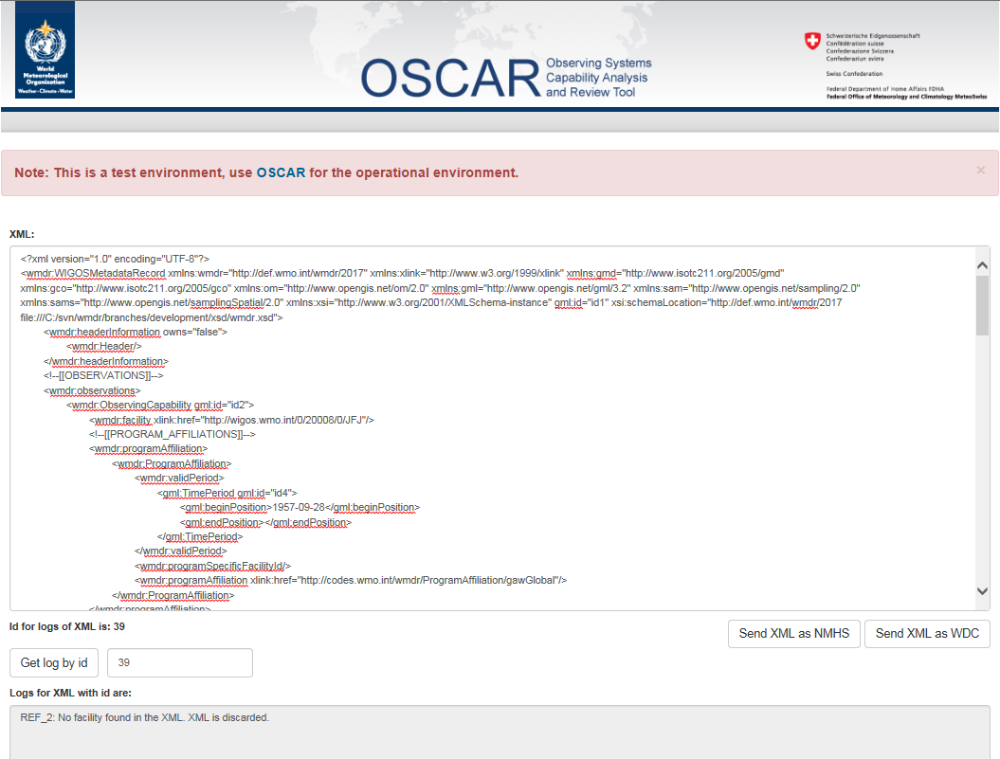 World
Meteorological
Organization
Weather • Climate • Water
OSCAR
Observing Systems
Capability Analysis
and Review Tool
Schweizerische Eidgenossenschaft
Confédération suisse
Confederazione Svizzera
Confederaziun svizra
Swiss Confederation
Federal Department of Home Affairs FDHA
Federal Office of Meteorology and Climatology MeteoSwiss
Note: This is a test environment, use OSCAR for the operational environment.
×
XML:
<?xml version="1.0" encoding="UTF-8"?>
<wmdr:WIGOSMetadataRecord xmlns:wmdr="http://def.wmo.int/wmdr/2017" xmlns:xlink="http://www.w3.org/1999/xlink" xmlns:gmd="http://www.isotc211.org/2005/gmd"
xmlns:gco="http://www.isotc211.org/2005/gco" xmlns:om="http://www.opengis.net/om/2.0" xmlns:gml="http://www.opengis.net/gml/3.2" xmlns:sam="http://www.opengis.net/sampling/2.0"
xmlns:sams="http://www.opengis.net/samplingSpatial/2.0" xmlns:xsi="http://www.w3.org/2001/XMLSchema-instance" gml:id="id1" xsi:schemaLocation="http://def.wmo.int/wmdr/2017
file:///C:/svn/wmdr/branches/development/xsd/wmdr.xsd">
<wmdr:headerInformation owns="false">
<wmdr:Header/>
</wmdr:headerInformation>
<!--[[OBSERVATIONS]]-->
<wmdr:observations>
<wmdr:ObservingCapability gml:id="id2">
<wmdr:facility xlink:href="http://wigos.wmo.int/0/20008/0/JFJ"/>
<!--[[PROGRAM_AFFILIATIONS]]-->
<wmdr:programAffiliation>
<wmdr:ProgramAffiliation>
<wmdr:validPeriod>
<gml:TimePeriod gml:id="id4">
<gml:beginPosition>1957-09-28</gml:beginPosition>
<gml:endPosition></gml:endPosition>
</gml:TimePeriod>
</wmdr:validPeriod>
<wmdr:programSpecificFacilityId/>
<wmdr:programAffiliation xlink:href="http://codes.wmo.int/wmdr/ProgramAffiliation/gawGlobal"/>
</wmdr:ProgramAffiliation>
</wmdr:programAffiliation>
Id for logs of XML is: 39
Send XML as NMHS
Send XML as WDC
Get log by id
39
Logs for XML with id are:
REF_2: No facility found in the XML. XML is discarded.